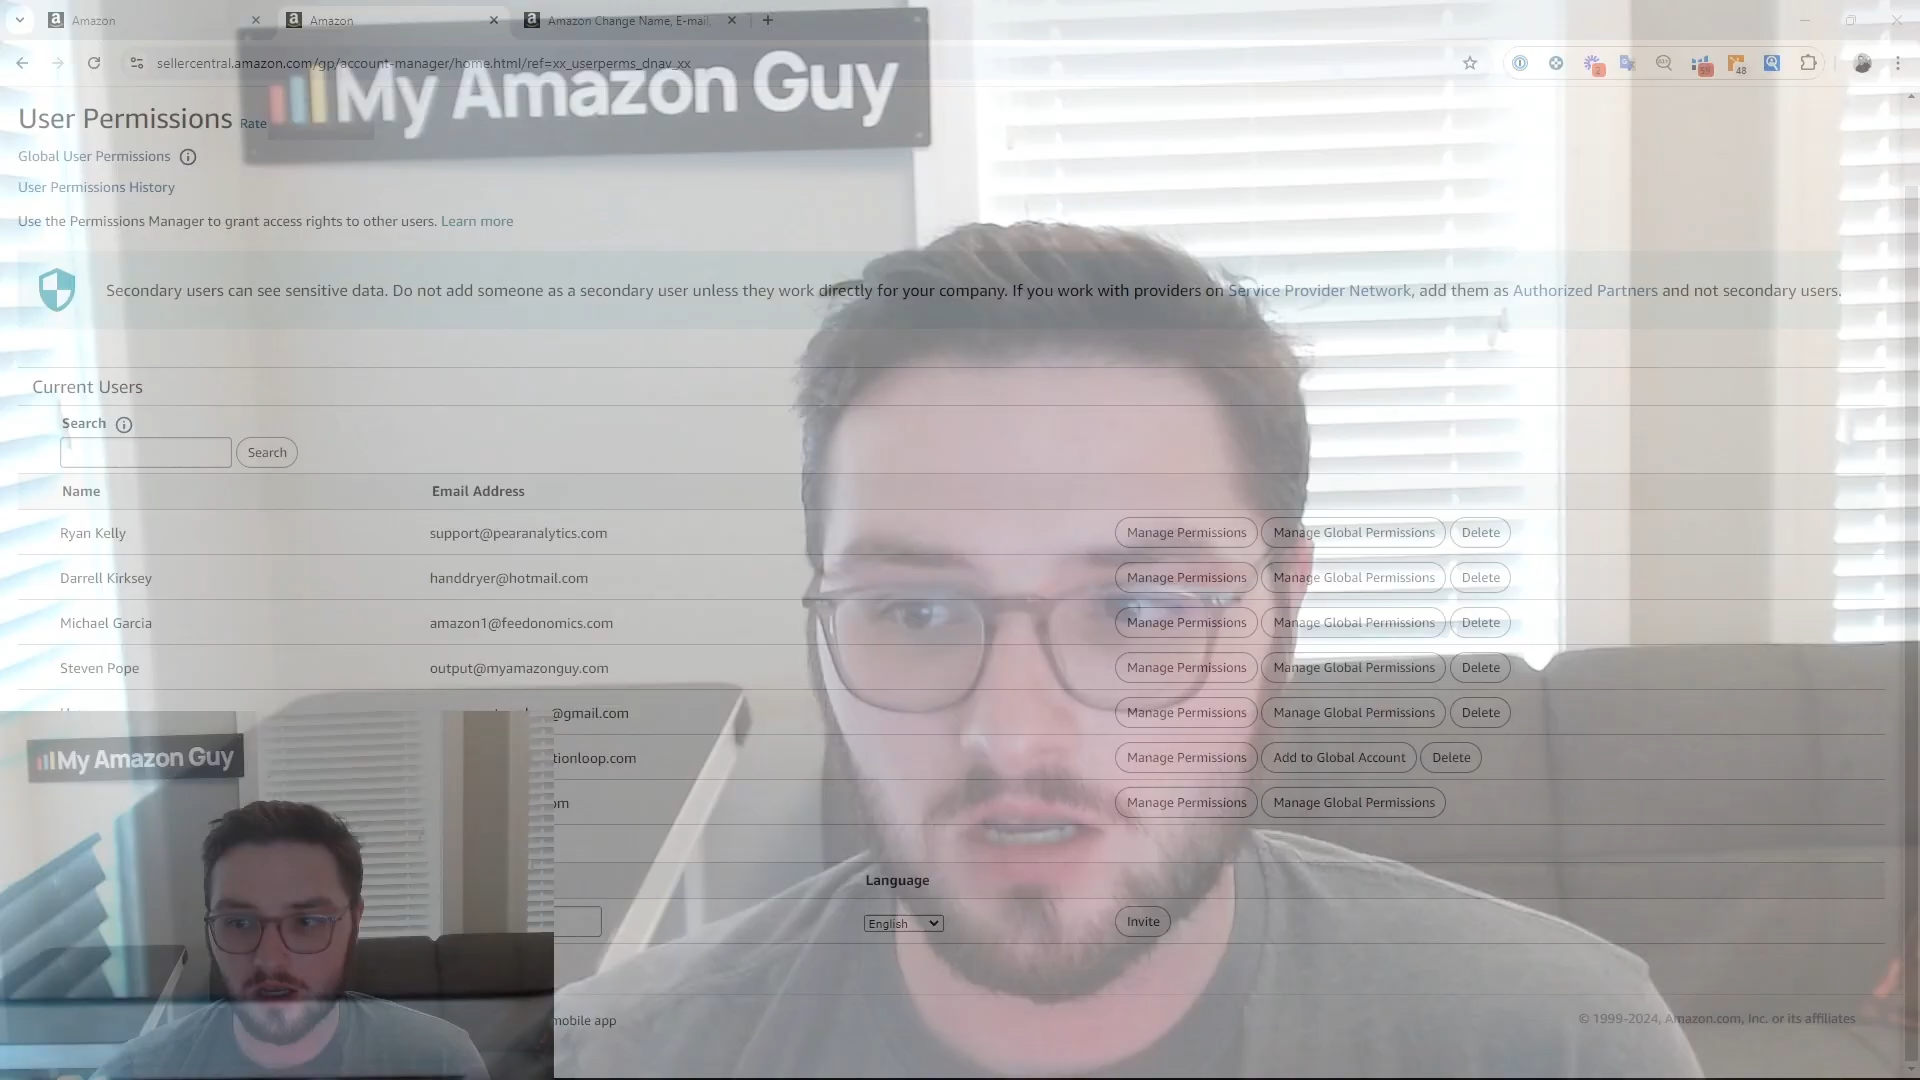 Amazon
Amazon
Amazon Change Name, E-mail,
sellercentral.amazon.com/gp/account-manager/home.html/ref=xx_userperms_dnav_xx
2
48
My Amazon Guy
User Permissions Rate
Global User Permissions
User Permissions History
Use the Permissions Manager to grant access rights to other users. Learn more
Secondary users can see sensitive data. Do not add someone as a secondary user unless they work directly for your company. If you work with providers on Service Provider Network, add them as Authorized Partners and not secondary users.
Current Users
Search
Search
Name Email Address
Ryan Kelly support@pearanalytics.com Manage Permissions Manage Global Permissions Delete
Darrell Kirksey handdryer@hotmail.com Manage Permissions Manage Global Permissions Delete
Michael Garcia amazon1@feedonomics.com Manage Permissions Manage Global Permissions Delete
Steven Pope output@myamazonguy.com Manage Permissions Manage Global Permissions Delete
@gmail.com Manage Permissions Manage Global Permissions Delete
tionloop.com Manage Permissions Add to Global Account Delete
om Manage Permissions Manage Global Permissions
My Amazon Guy
Language
English Invite
mobile app
© 1999-2024, Amazon.com, Inc. or its affiliates